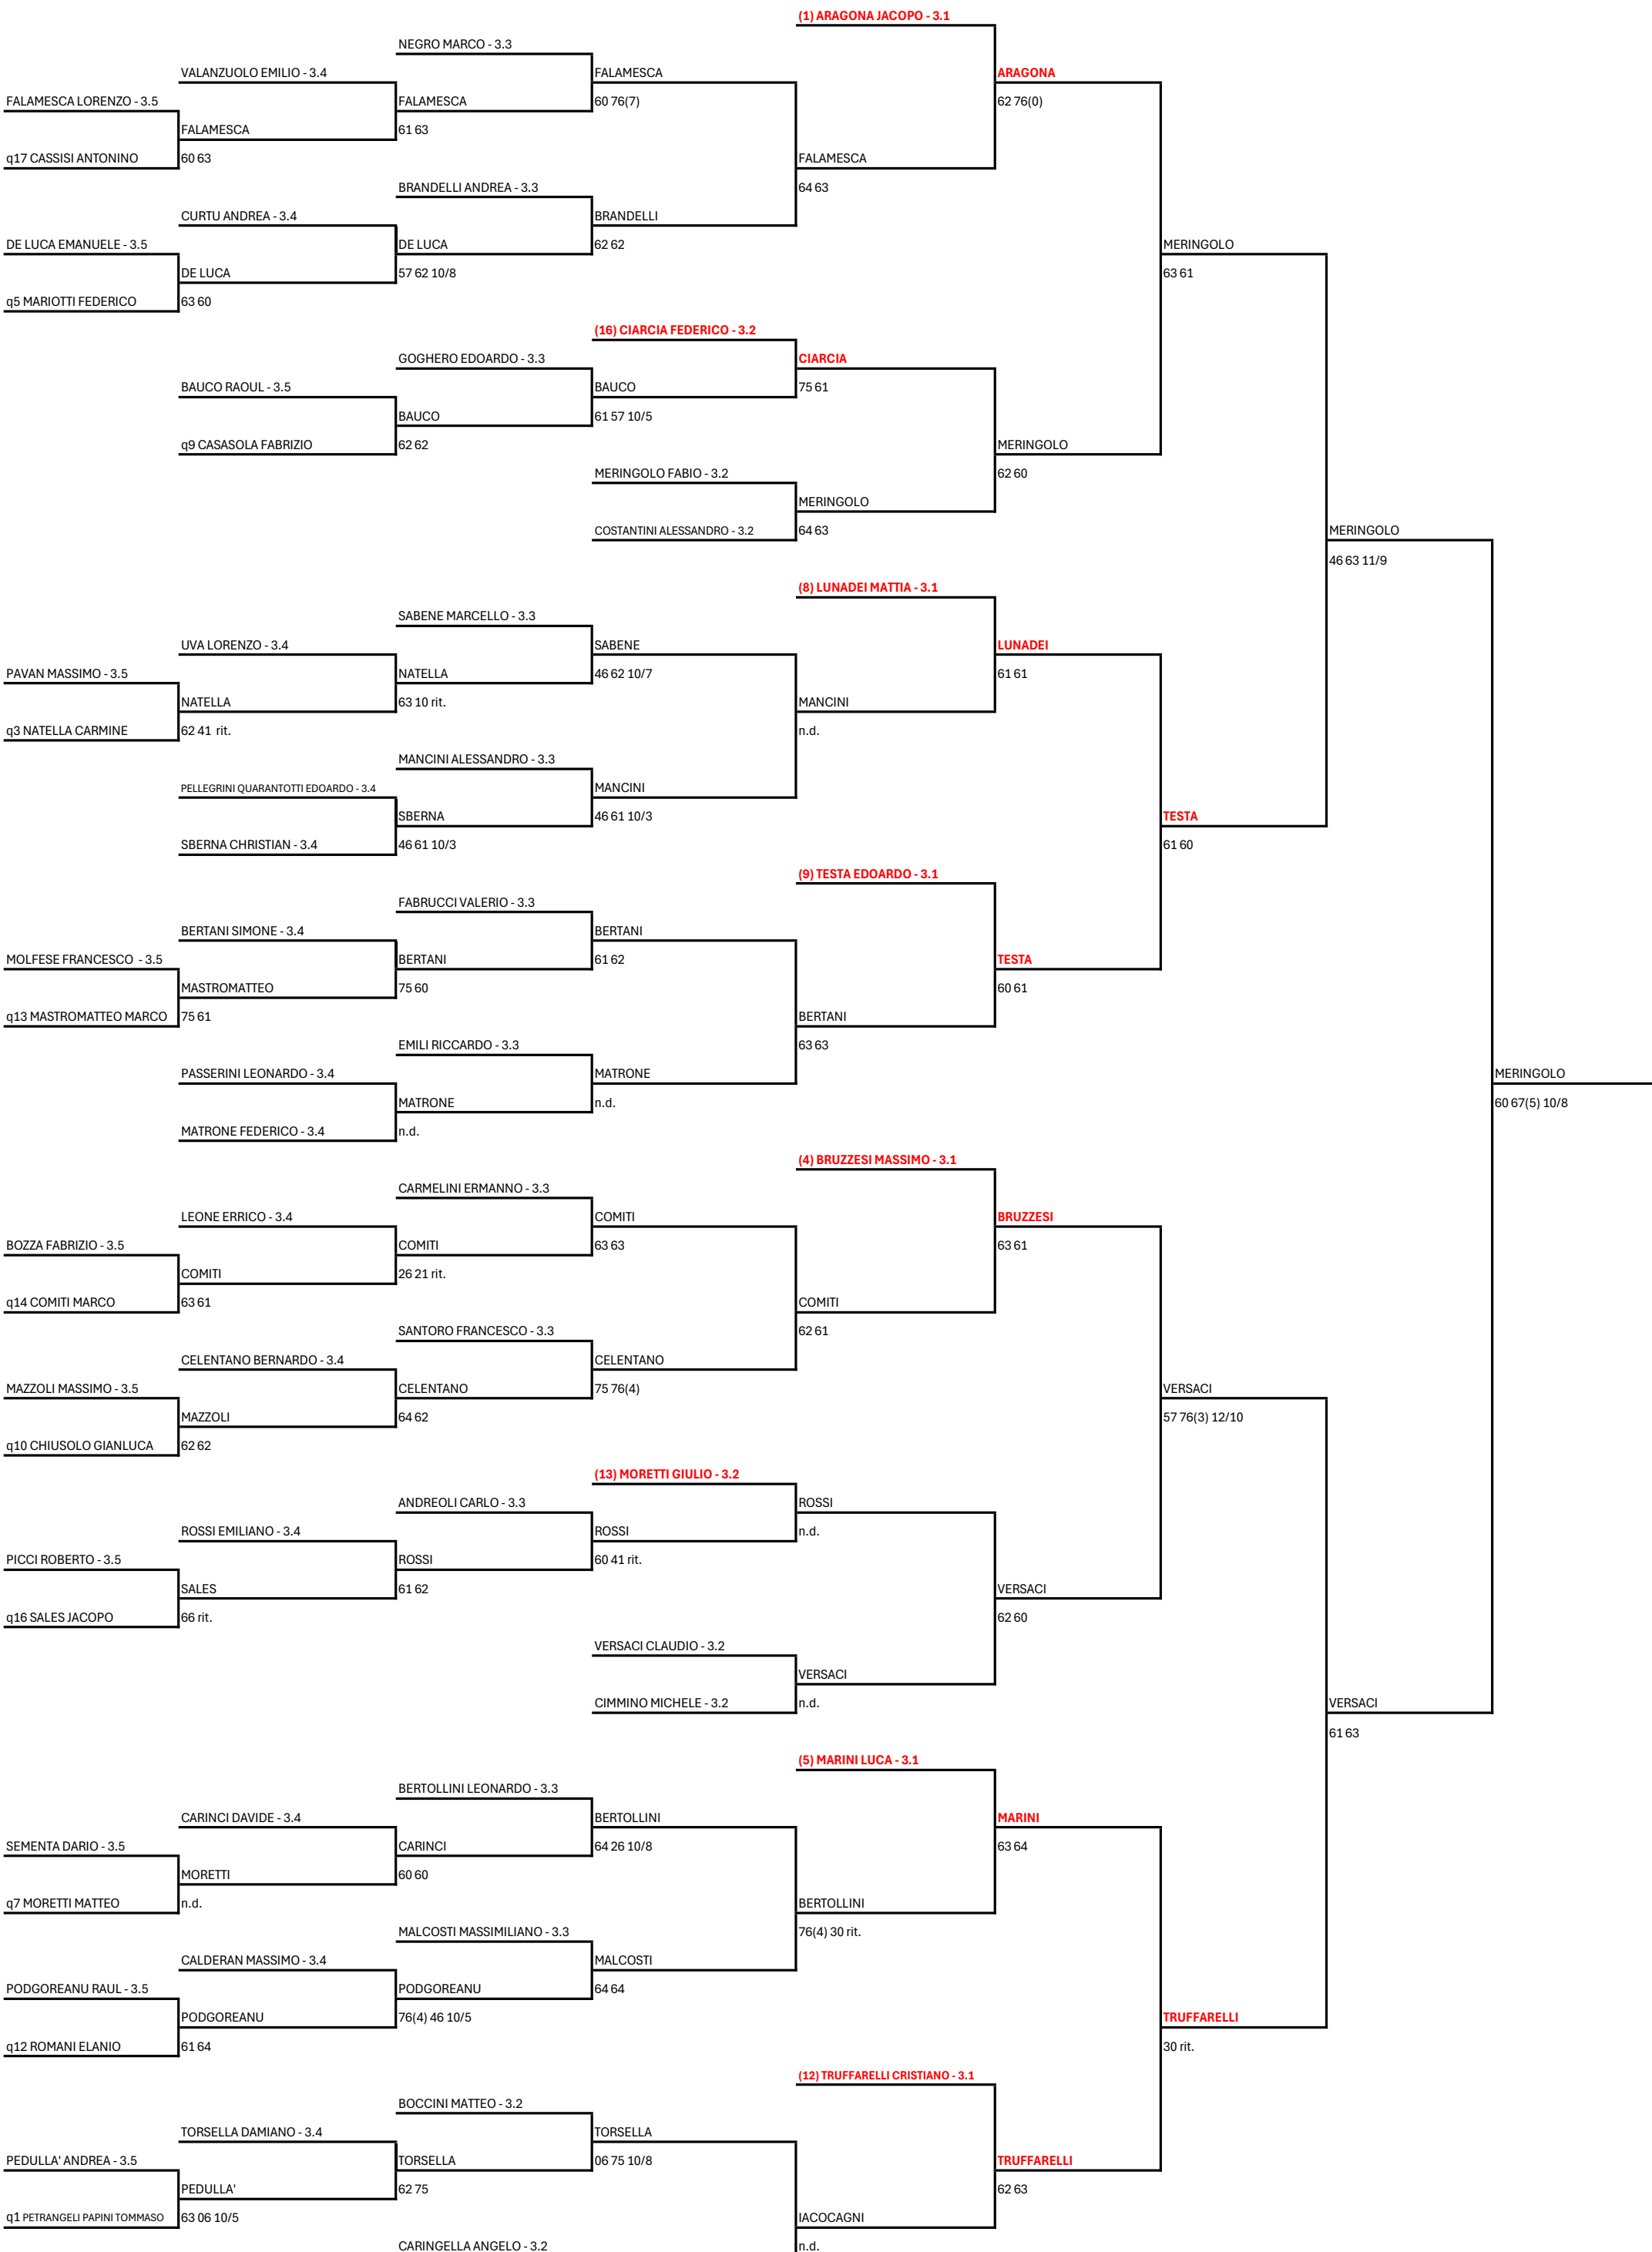 (1) ARAGONA JACOPO - 3.1
NEGRO MARCO - 3.3
VALANZUOLO EMILIO - 3.4
FALAMESCA
ARAGONA
FALAMESCA LORENZO - 3.5
FALAMESCA
60 76(7)
62 76(0)
FALAMESCA
61 63
q17 CASSISI ANTONINO
60 63
FALAMESCA
BRANDELLI ANDREA - 3.3
64 63
CURTU ANDREA - 3.4
BRANDELLI
DE LUCA EMANUELE - 3.5
DE LUCA
62 62
MERINGOLO
DE LUCA
57 62 10/8
63 61
q5 MARIOTTI FEDERICO
63 60
(16) CIARCIA FEDERICO - 3.2
GOGHERO EDOARDO - 3.3
CIARCIA
BAUCO RAOUL - 3.5
BAUCO
75 61
BAUCO
61 57 10/5
q9 CASASOLA FABRIZIO
62 62
MERINGOLO
MERINGOLO FABIO - 3.2
62 60
MERINGOLO
COSTANTINI ALESSANDRO - 3.2
64 63
MERINGOLO
46 63 11/9
(8) LUNADEI MATTIA - 3.1
SABENE MARCELLO - 3.3
UVA LORENZO - 3.4
SABENE
LUNADEI
PAVAN MASSIMO - 3.5
NATELLA
46 62 10/7
61 61
NATELLA
63 10 rit.
MANCINI
q3 NATELLA CARMINE
62 41 rit.
n.d.
MANCINI ALESSANDRO - 3.3
PELLEGRINI QUARANTOTTI EDOARDO - 3.4
MANCINI
SBERNA
46 61 10/3
TESTA
SBERNA CHRISTIAN - 3.4
46 61 10/3
61 60
(9) TESTA EDOARDO - 3.1
FABRUCCI VALERIO - 3.3
BERTANI SIMONE - 3.4
BERTANI
MOLFESE FRANCESCO - 3.5
BERTANI
61 62
TESTA
MASTROMATTEO
75 60
60 61
q13 MASTROMATTEO MARCO
75 61
BERTANI
EMILI RICCARDO - 3.3
63 63
PASSERINI LEONARDO - 3.4
MATRONE
MERINGOLO
MATRONE
n.d.
60 67(5) 10/8
MATRONE FEDERICO - 3.4
n.d.
(4) BRUZZESI MASSIMO - 3.1
CARMELINI ERMANNO - 3.3
LEONE ERRICO - 3.4
COMITI
BRUZZESI
BOZZA FABRIZIO - 3.5
COMITI
63 63
63 61
COMITI
26 21 rit.
q14 COMITI MARCO
63 61
COMITI
SANTORO FRANCESCO - 3.3
62 61
CELENTANO BERNARDO - 3.4
CELENTANO
MAZZOLI MASSIMO - 3.5
CELENTANO
75 76(4)
VERSACI
MAZZOLI
64 62
57 76(3) 12/10
q10 CHIUSOLO GIANLUCA
62 62
(13) MORETTI GIULIO - 3.2
ANDREOLI CARLO - 3.3
ROSSI
ROSSI EMILIANO - 3.4
ROSSI
n.d.
PICCI ROBERTO - 3.5
ROSSI
60 41 rit.
SALES
61 62
VERSACI
q16 SALES JACOPO
66 rit.
62 60
VERSACI CLAUDIO - 3.2
VERSACI
CIMMINO MICHELE - 3.2
n.d.
VERSACI
61 63
(5) MARINI LUCA - 3.1
BERTOLLINI LEONARDO - 3.3
CARINCI DAVIDE - 3.4
BERTOLLINI
MARINI
SEMENTA DARIO - 3.5
CARINCI
64 26 10/8
63 64
MORETTI
60 60
q7 MORETTI MATTEO
n.d.
BERTOLLINI
MALCOSTI MASSIMILIANO - 3.3
76(4) 30 rit.
CALDERAN MASSIMO - 3.4
MALCOSTI
PODGOREANU RAUL - 3.5
PODGOREANU
64 64
PODGOREANU
76(4) 46 10/5
TRUFFARELLI
q12 ROMANI ELANIO
61 64
30 rit.
(12) TRUFFARELLI CRISTIANO - 3.1
BOCCINI MATTEO - 3.2
TORSELLA DAMIANO - 3.4
TORSELLA
PEDULLA' ANDREA - 3.5
TORSELLA
06 75 10/8
TRUFFARELLI
PEDULLA'
62 75
62 63
q1 PETRANGELI PAPINI TOMMASO
63 06 10/5
IACOCAGNI
CARINGELLA ANGELO - 3.2
n.d.